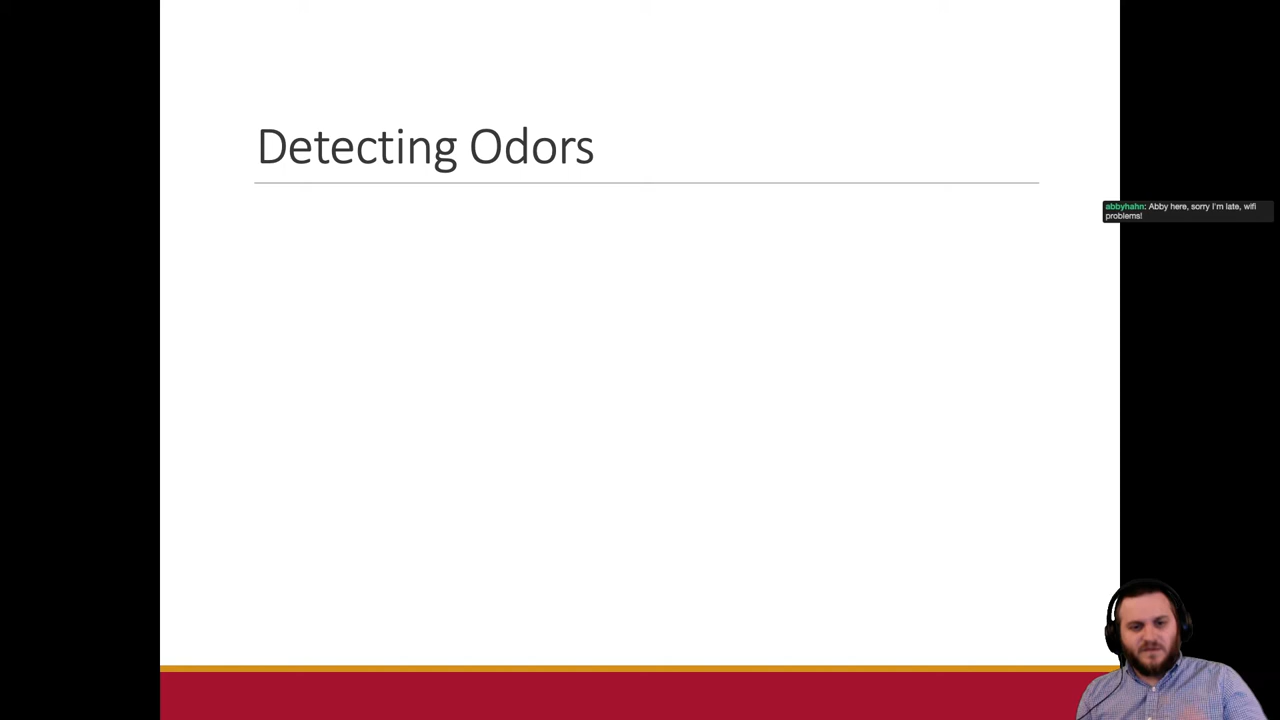 Detecting Odors
abbyhahn: Abby here, sorry I'm late, wifi
problems!